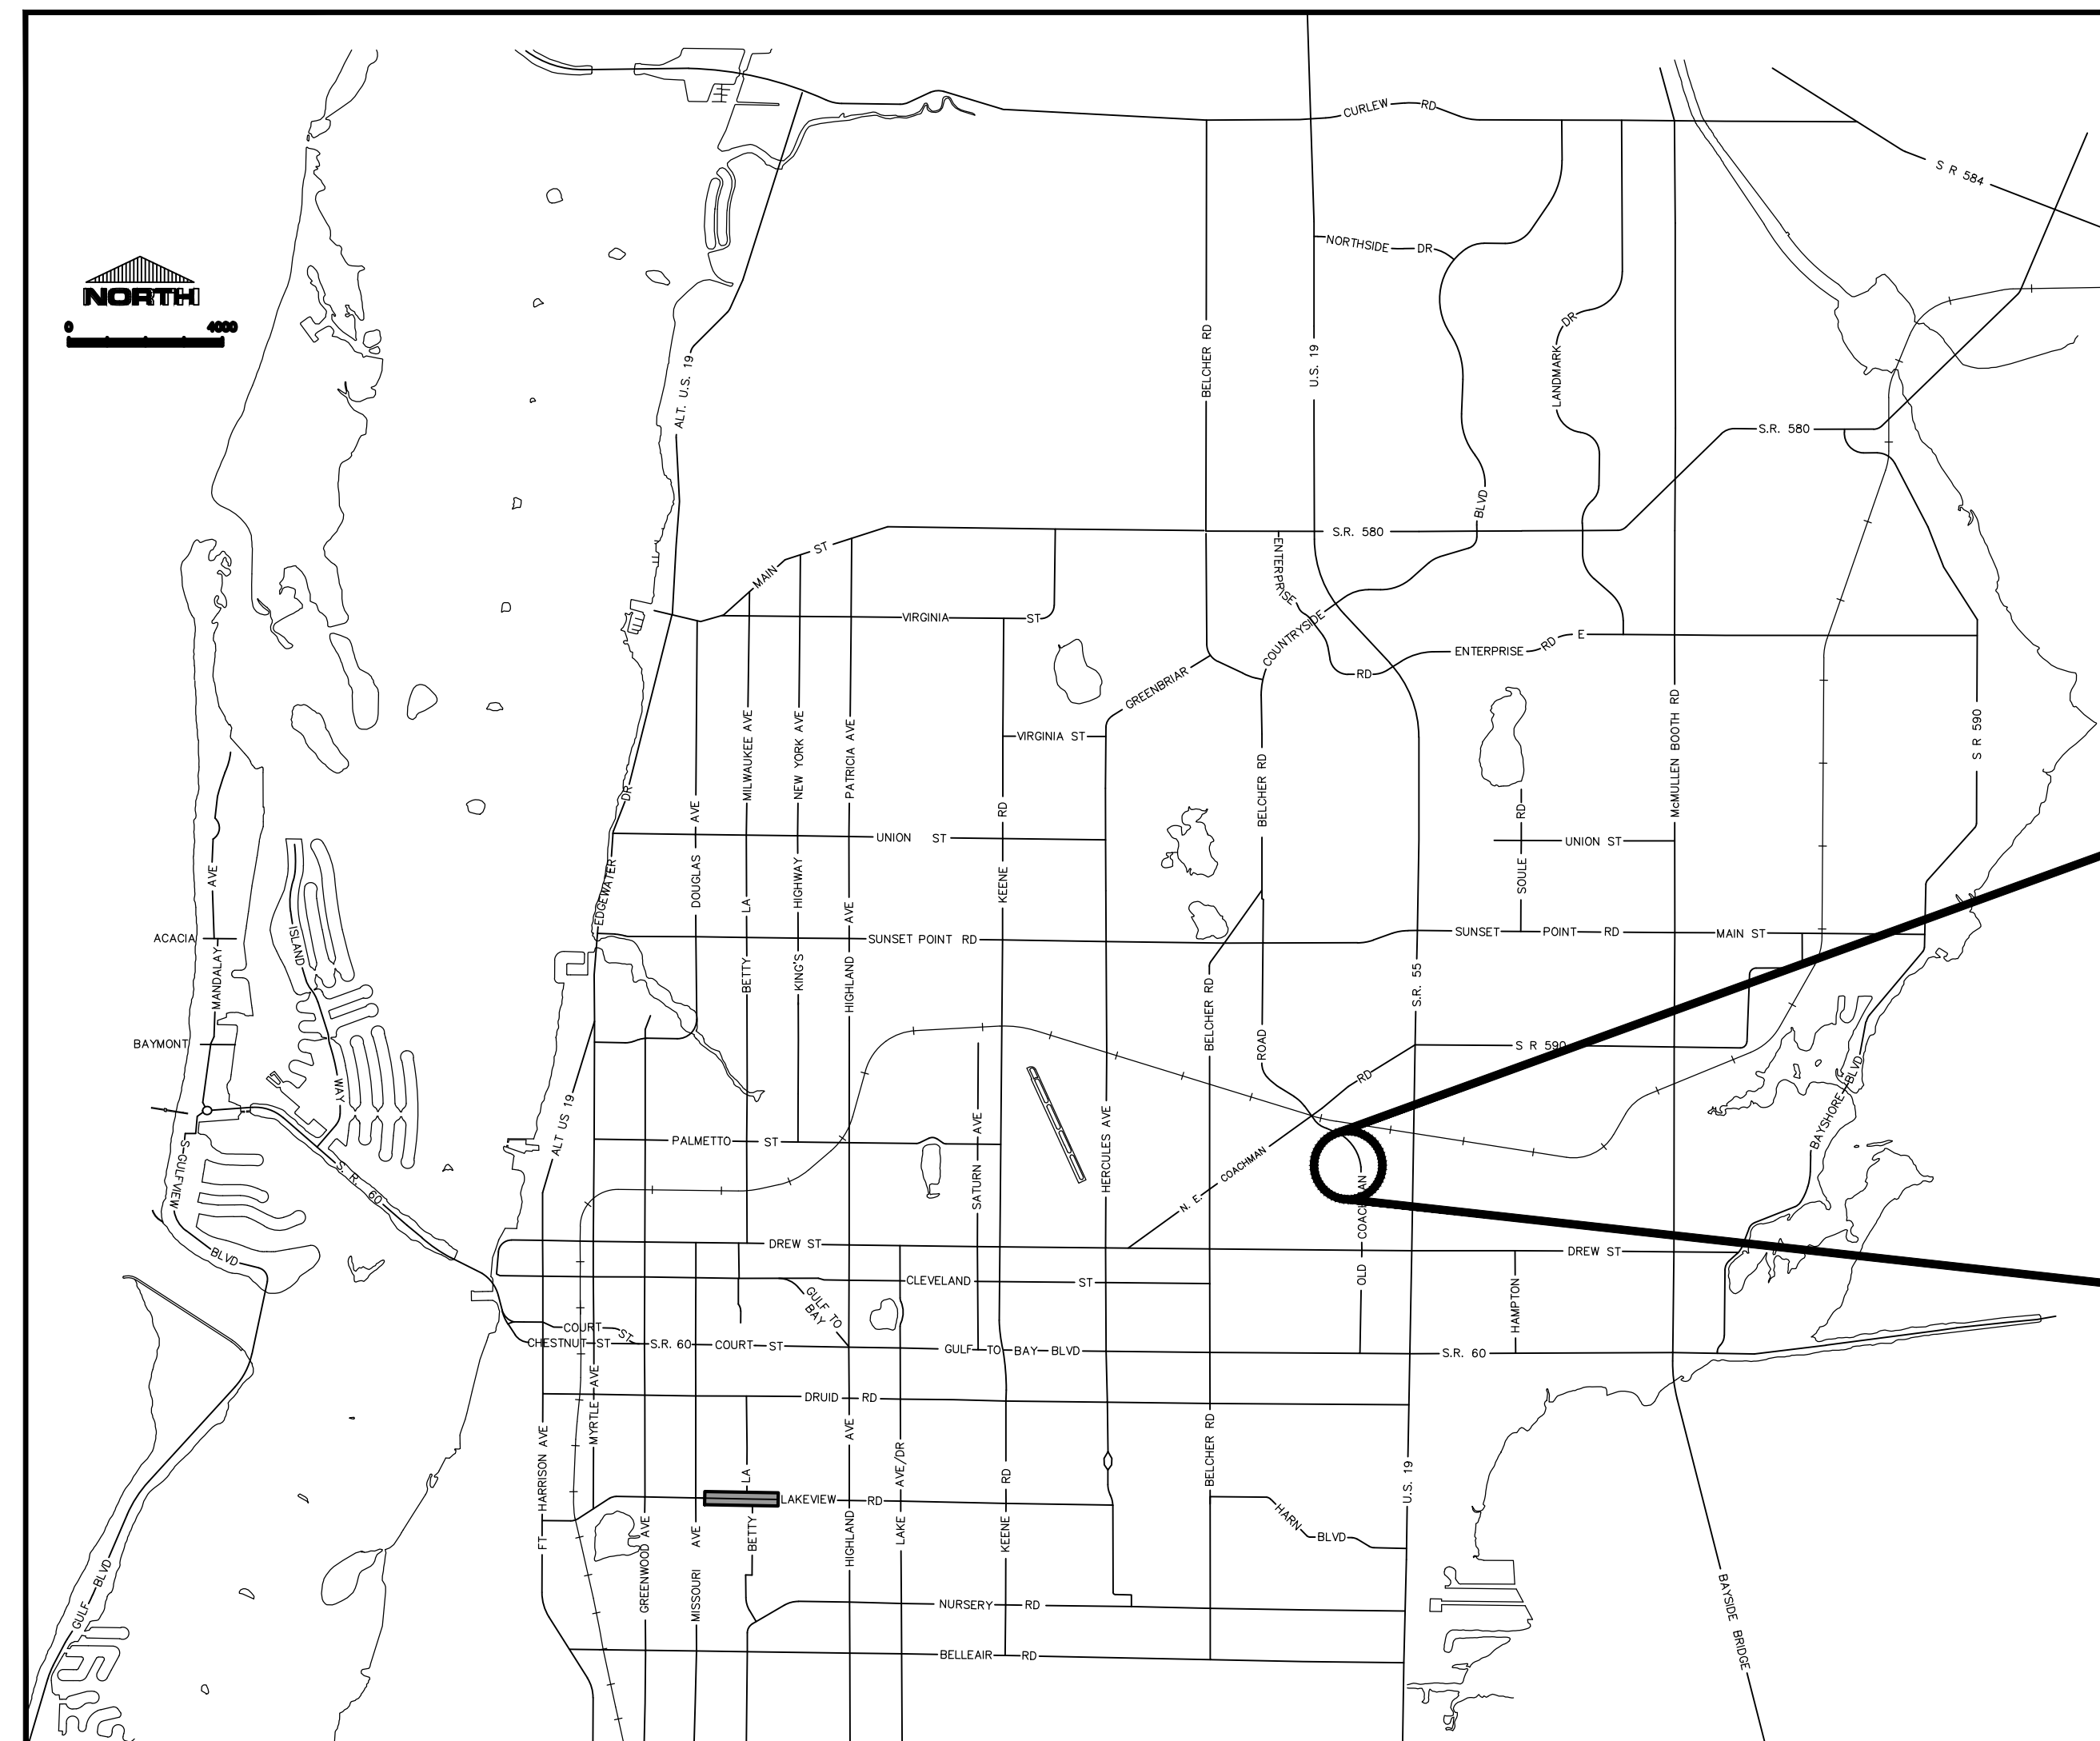 CURLEW RD
S R 584
NORTHSIDE DR
NORTH
0 4000
BELCHER RD
U.S. 19
DR
LANDMARK
ALT. U.S. 19
S.R. 580
BLVD
MAIN ST
S.R. 580
ENTERPRISE
VIRGINIA ST
COUNTRYSIDE
ENTERPRISE RD E
RD
GREENBRIAR
VIRGINIA ST
MILWAUKEE AVE
NEW YORK AVE
PATRICIA AVE
McMULLEN BOOTH RD
S R 590
BELCHER RD
DR
DOUGLAS AVE
KEENE RD
RD
SOULE
UNION ST
UNION ST
AVE
MANDALAY
EDGEWATER
BETTY LA
KING'S HIGHWAY
HIGHLAND AVE
ACACIA
ISLAND
WAY
SUNSET POINT RD
SUNSET POINT RD
MAIN ST
S.R. 55
BELCHER RD
ROAD
BAYMONT
S R 590
RD
BLVD
BAYSHORE
ALT US 19
PALMETTO ST
SATURN AVE
HERCULES AVE
N. E. COACHMAN
S GULFVIEW
BLVD
S. R. 60
OLD COACHMAN
DREW ST
DREW ST
CLEVELAND ST
GULF TO
BAY
HAMPTON
COURT ST
CHESTNUT ST
S.R. 60
COURT ST
GULF TO BAY BLVD
S.R. 60
MYRTLE AVE
DRUID RD
FT HARRISON AVE
HIGHLAND AVE
LAKE AVE/DR
KEENE RD
BELCHER RD
U.S. 19
BETTY LA
LAKEVIEW RD
HARN BLVD
GREENWOOD AVE
MISSOURI AVE
GULF BLVD
NURSERY RD
BELLEAIR RD
BAYSIDE BRIDGE